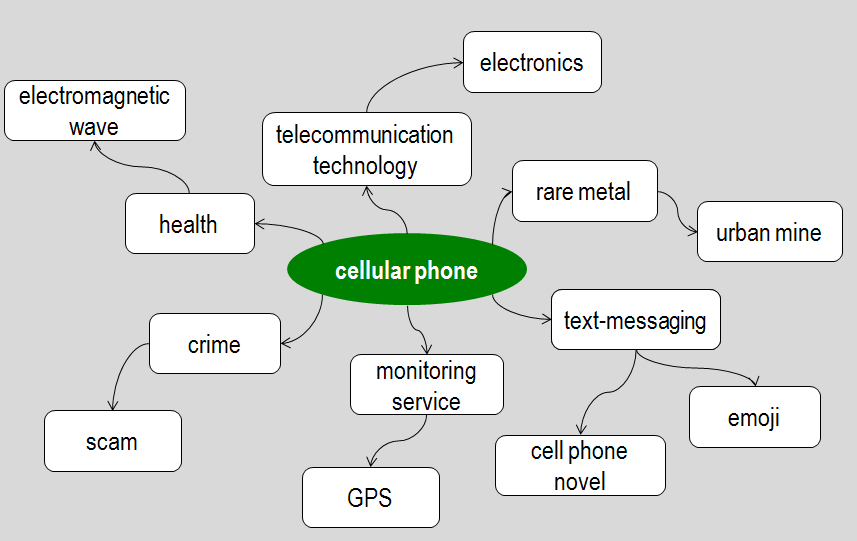 electronics
electromagnetic
wave
telecommunication
technology
rare metal
health
urban mine
cellular phone
text-messaging
crime
monitoring
service
emoji
scam
cell phone
novel
GPS